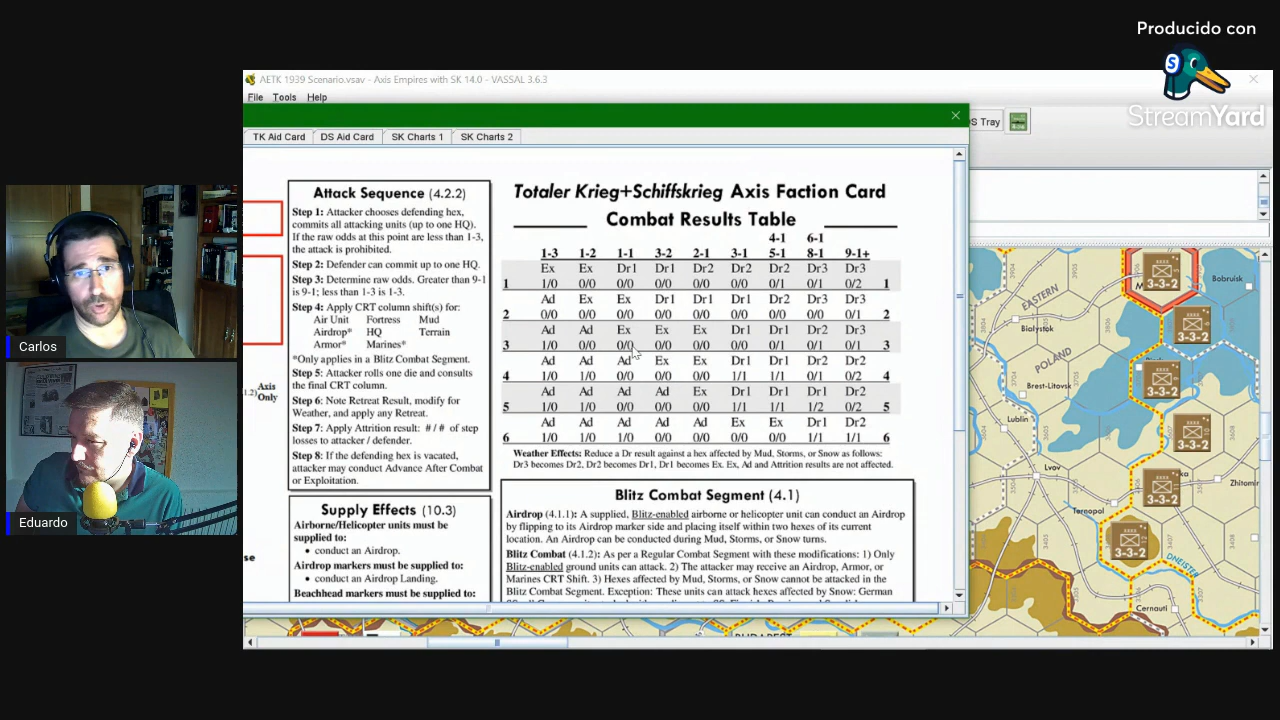 Producido con
StreamYard
AETK 1939 Scenario.vsav - Axis Empires with SK 14.0 - VASSAL 3.6.3
File Tools Help
S Tray
TK Aid Card DS Aid Card SK Charts 1 SK Charts 2
Attack Sequence (4.2.2)
Step 1: Attacker chooses defending hex,
commits all attacking units (up to one HQ).
If the raw odds at this point are less than 1-3,
the attack is prohibited.
Step 2: Defender can commit up to one HQ.
Step 3: Determine raw odds. Greater than 9-1
is 9-1; less than 1-3 is 1-3.
Step 4: Apply CRT column shift(s) for:
Air Unit Fortress Mud
Airdrop* HQ Terrain
Armor* Marines*
*Only applies in a Blitz Combat Segment.
Step 5: Attacker rolls one die and consults
the final CRT column.
Step 6: Note Retreat Result, modify for
Weather, and apply any Retreat.
Step 7: Apply Attrition result: # / # of step
losses to attacker / defender.
Step 8: If the defending hex is vacated,
attacker may conduct Advance After Combat
or Exploitation.
.1.2) Axis
Only
Supply Effects (10.3)
Airborne/Helicopter units must be
supplied to:
• conduct an Airdrop.
Airdrop markers must be supplied to:
• conduct an Airdrop Landing.
Beachhead markers must be supplied to:
se
Totaler Krieg+Schiffskrieg Axis Faction Card
Combat Results Table
4-1 6-1
1-3 1-2 1-1 3-2 2-1 3-1 5-1 8-1 9-1+
Ex Ex Dr1 Dr1 Dr2 Dr2 Dr2 Dr3 Dr3
1 1/0 0/0 0/0 0/0 0/0 0/0 0/1 0/1 0/2 1
Ad Ex Ex Dr1 Dr1 Dr1 Dr2 Dr3 Dr3
2 0/0 0/0 0/0 0/0 0/0 0/0 0/0 0/0 0/1 2
Ad Ad Ex Ex Ex Dr1 Dr1 Dr2 Dr3
3 1/0 0/0 0/0 0/0 0/0 0/0 0/1 0/1 0/1 3
Ad Ad Ad Ex Ex Dr1 Dr1 Dr2 Dr2
4 1/0 1/0 0/0 0/0 0/0 1/1 1/1 0/1 0/2 4
Ad Ad Ad Ad Ex Dr1 Dr1 Dr1 Dr2
5 1/0 1/0 0/0 0/0 0/0 1/1 1/1 1/2 0/2 5
Ad Ad Ad Ad Ad Ex Ex Dr1 Dr2
6 1/0 1/0 1/0 0/0 0/0 0/0 0/0 1/1 1/1 6
Weather Effects: Reduce a Dr result against a hex affected by Mud, Storms, or Snow as follows:
Dr3 becomes Dr2, Dr2 becomes Dr1, Dr1 becomes Ex. Ex, Ad and Attrition results are not affected.
Blitz Combat Segment (4.1)
Airdrop (4.1.1): A supplied, Blitz-enabled airborne or helicopter unit can conduct an Airdrop
by flipping to its Airdrop marker side and placing itself within two hexes of its current
location. An Airdrop can be conducted during Mud, Storms, or Snow turns.
Blitz Combat (4.1.2): As per a Regular Combat Segment with these modifications: 1) Only
Blitz-enabled ground units can attack. 2) The attacker may receive an Airdrop, Armor, or
Marines CRT Shift. 3) Hexes affected by Mud, Storms, or Snow cannot be attacked in the
Blitz Combat Segment. Exception: These units can attack hexes affected by Snow: German
EASTERN
POLAND
Bialystok
Brest-Litovsk
Lublin
Lvov
Tarnopol
Cernauti
Bobruisk
Zhitomir
DNEISTER
3-3-2
3-3-2
3-3-2
3-3-2
3-3-2
3-3-2
BUDAPEST
Carlos
Eduardo